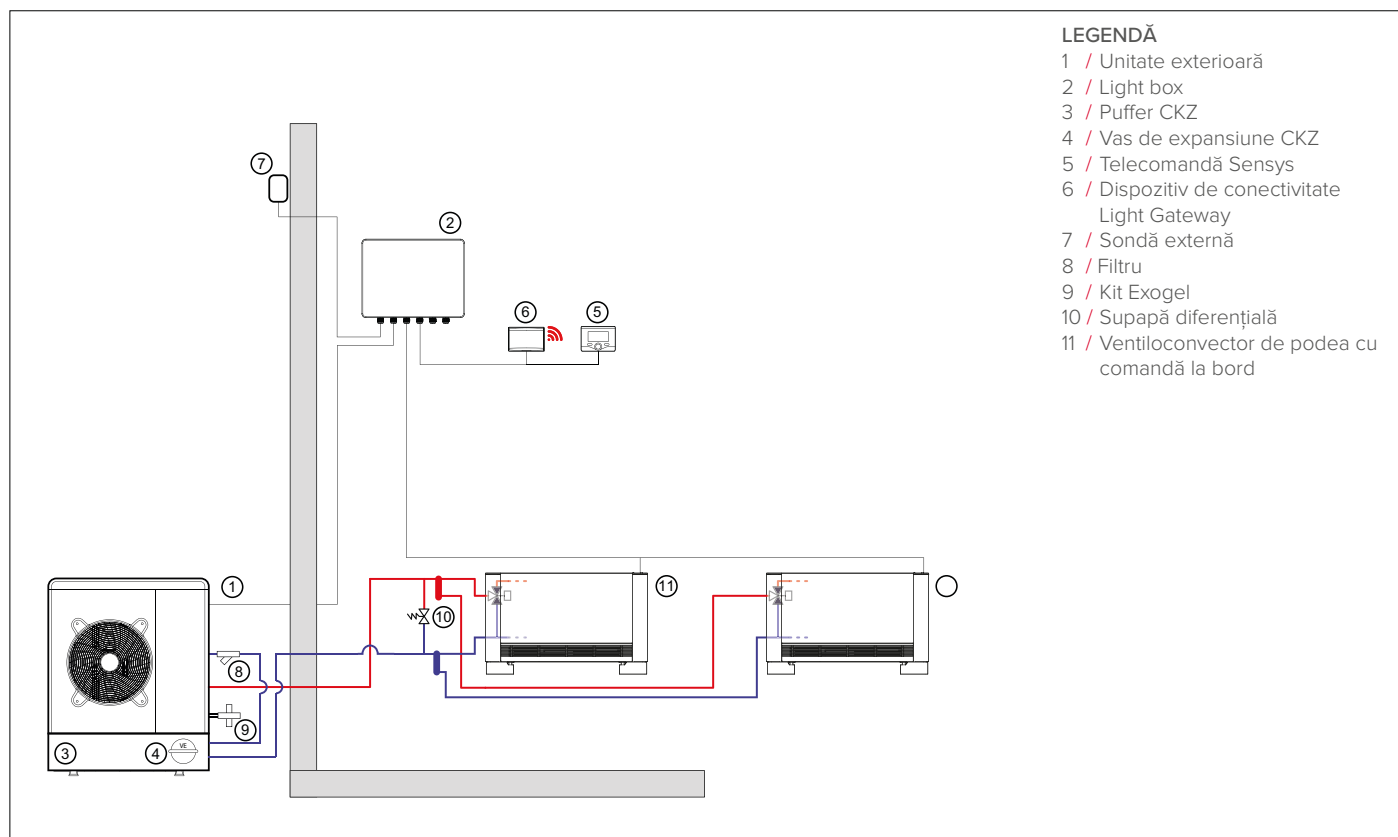 LEGENDĂ
1 / Unitate exterioară
2 / Light box
3 / Puffer CKZ
4 / Vas de expansiune CKZ
5 / Telecomandă Sensys
6 / Dispozitiv de conectivitate
Light Gateway
7 / Sondă externă
8 / Filtru
9 / Kit Exogel
10 / Supapă diferențială
11 / Ventiloconvector de podea cu
comandă la bord
7
2
6
5
1
11
10
8
9
3
4
VE